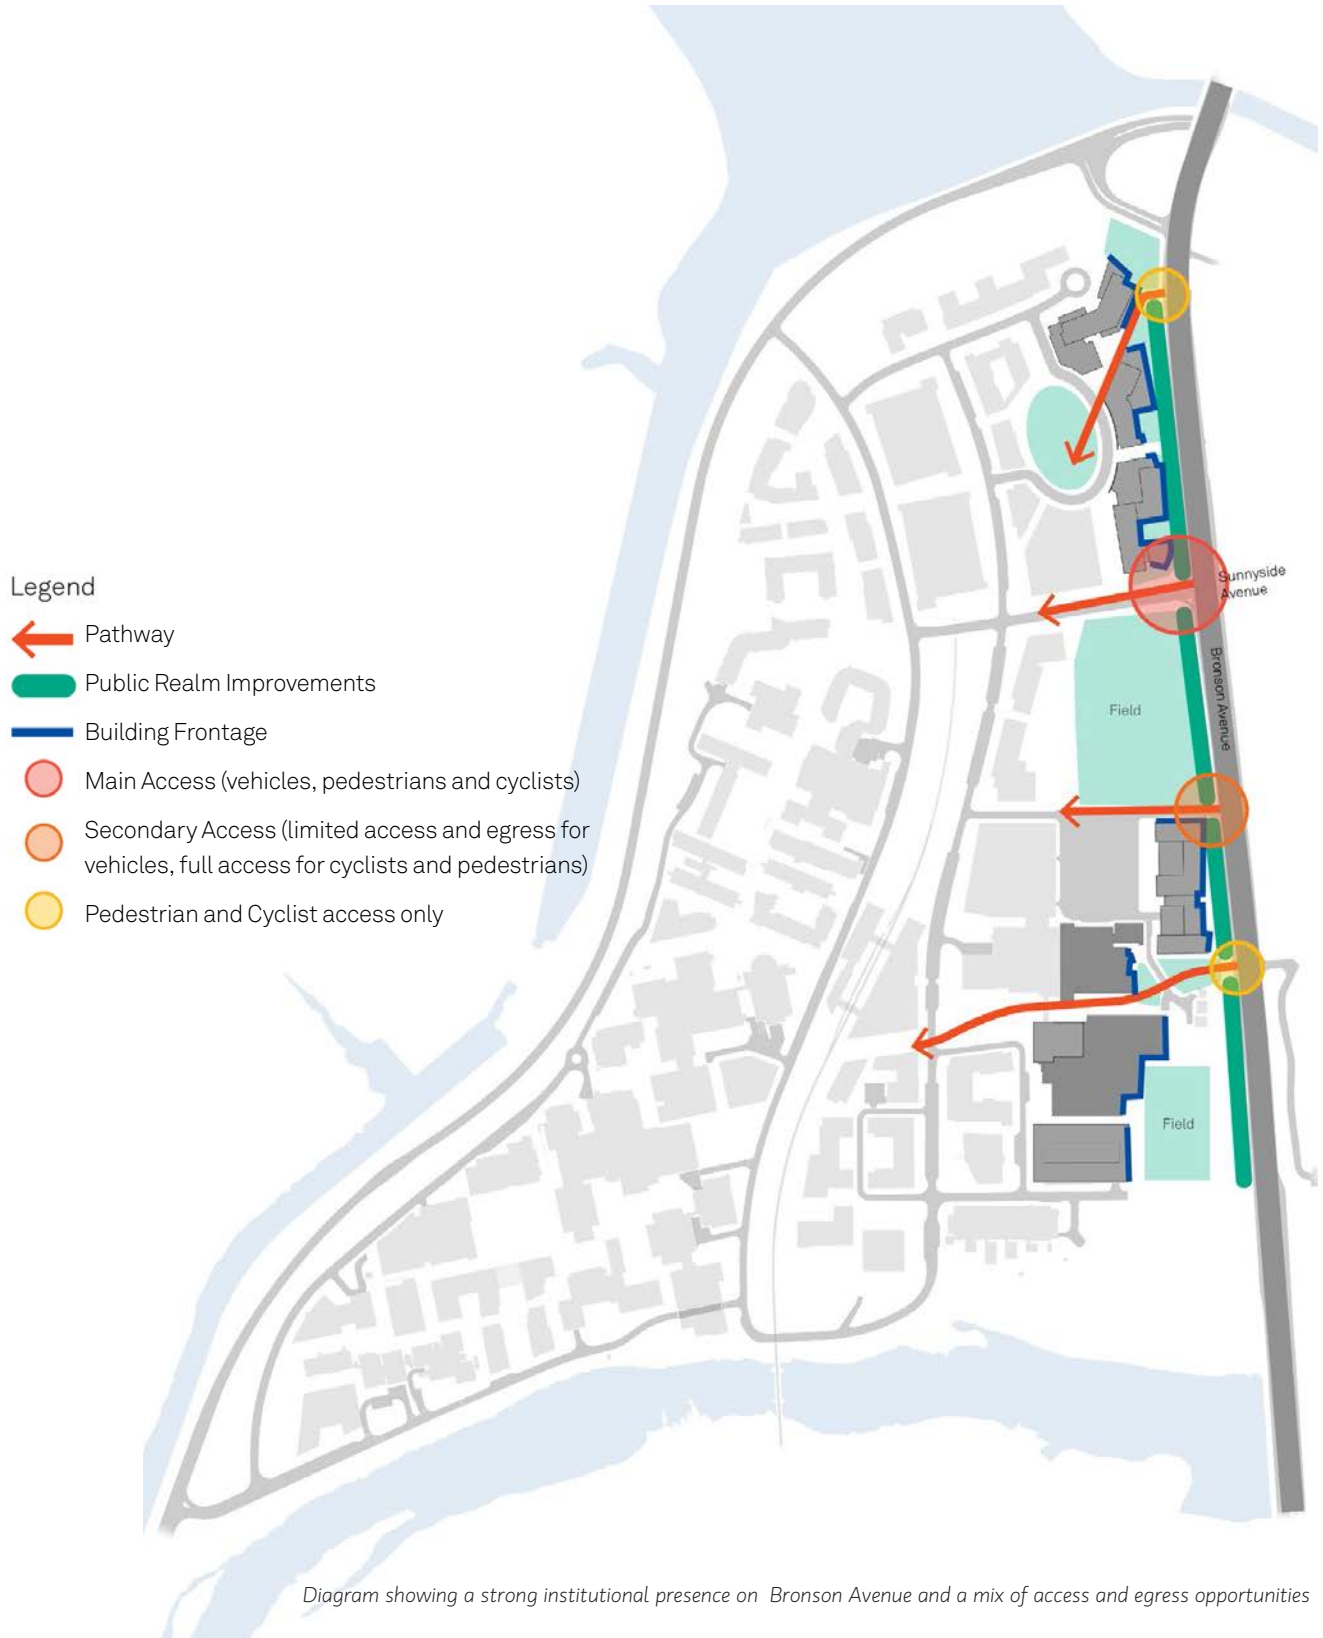 Legend
Pathway
Public Realm Improvements
Building Frontage
Main Access (vehicles, pedestrians and cyclists)
Secondary Access (limited access and egress for
vehicles, full access for cyclists and pedestrians)
Pedestrian and Cyclist access only
Sunnyside
Avenue
Bronson Avenue
Field
Field
Diagram showing a strong institutional presence on Bronson Avenue and a mix of access and egress opportunities